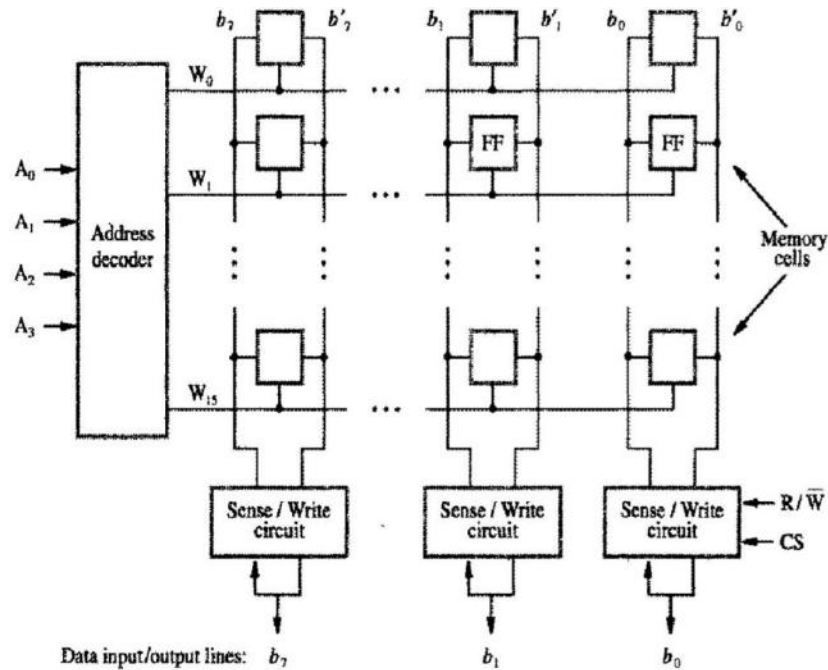 b₇ b'₇ b₁ b'₁ b₀ b'₀
W₀
FF FF
A₀
W₁
A₁
Address
decoder
Memory
cells
A₂
A₃
W₁₅
Sense / Write
circuit
Sense / Write
circuit
Sense / Write
circuit
R / W̅
CS
Data input/output lines: b₇ b₁ b₀